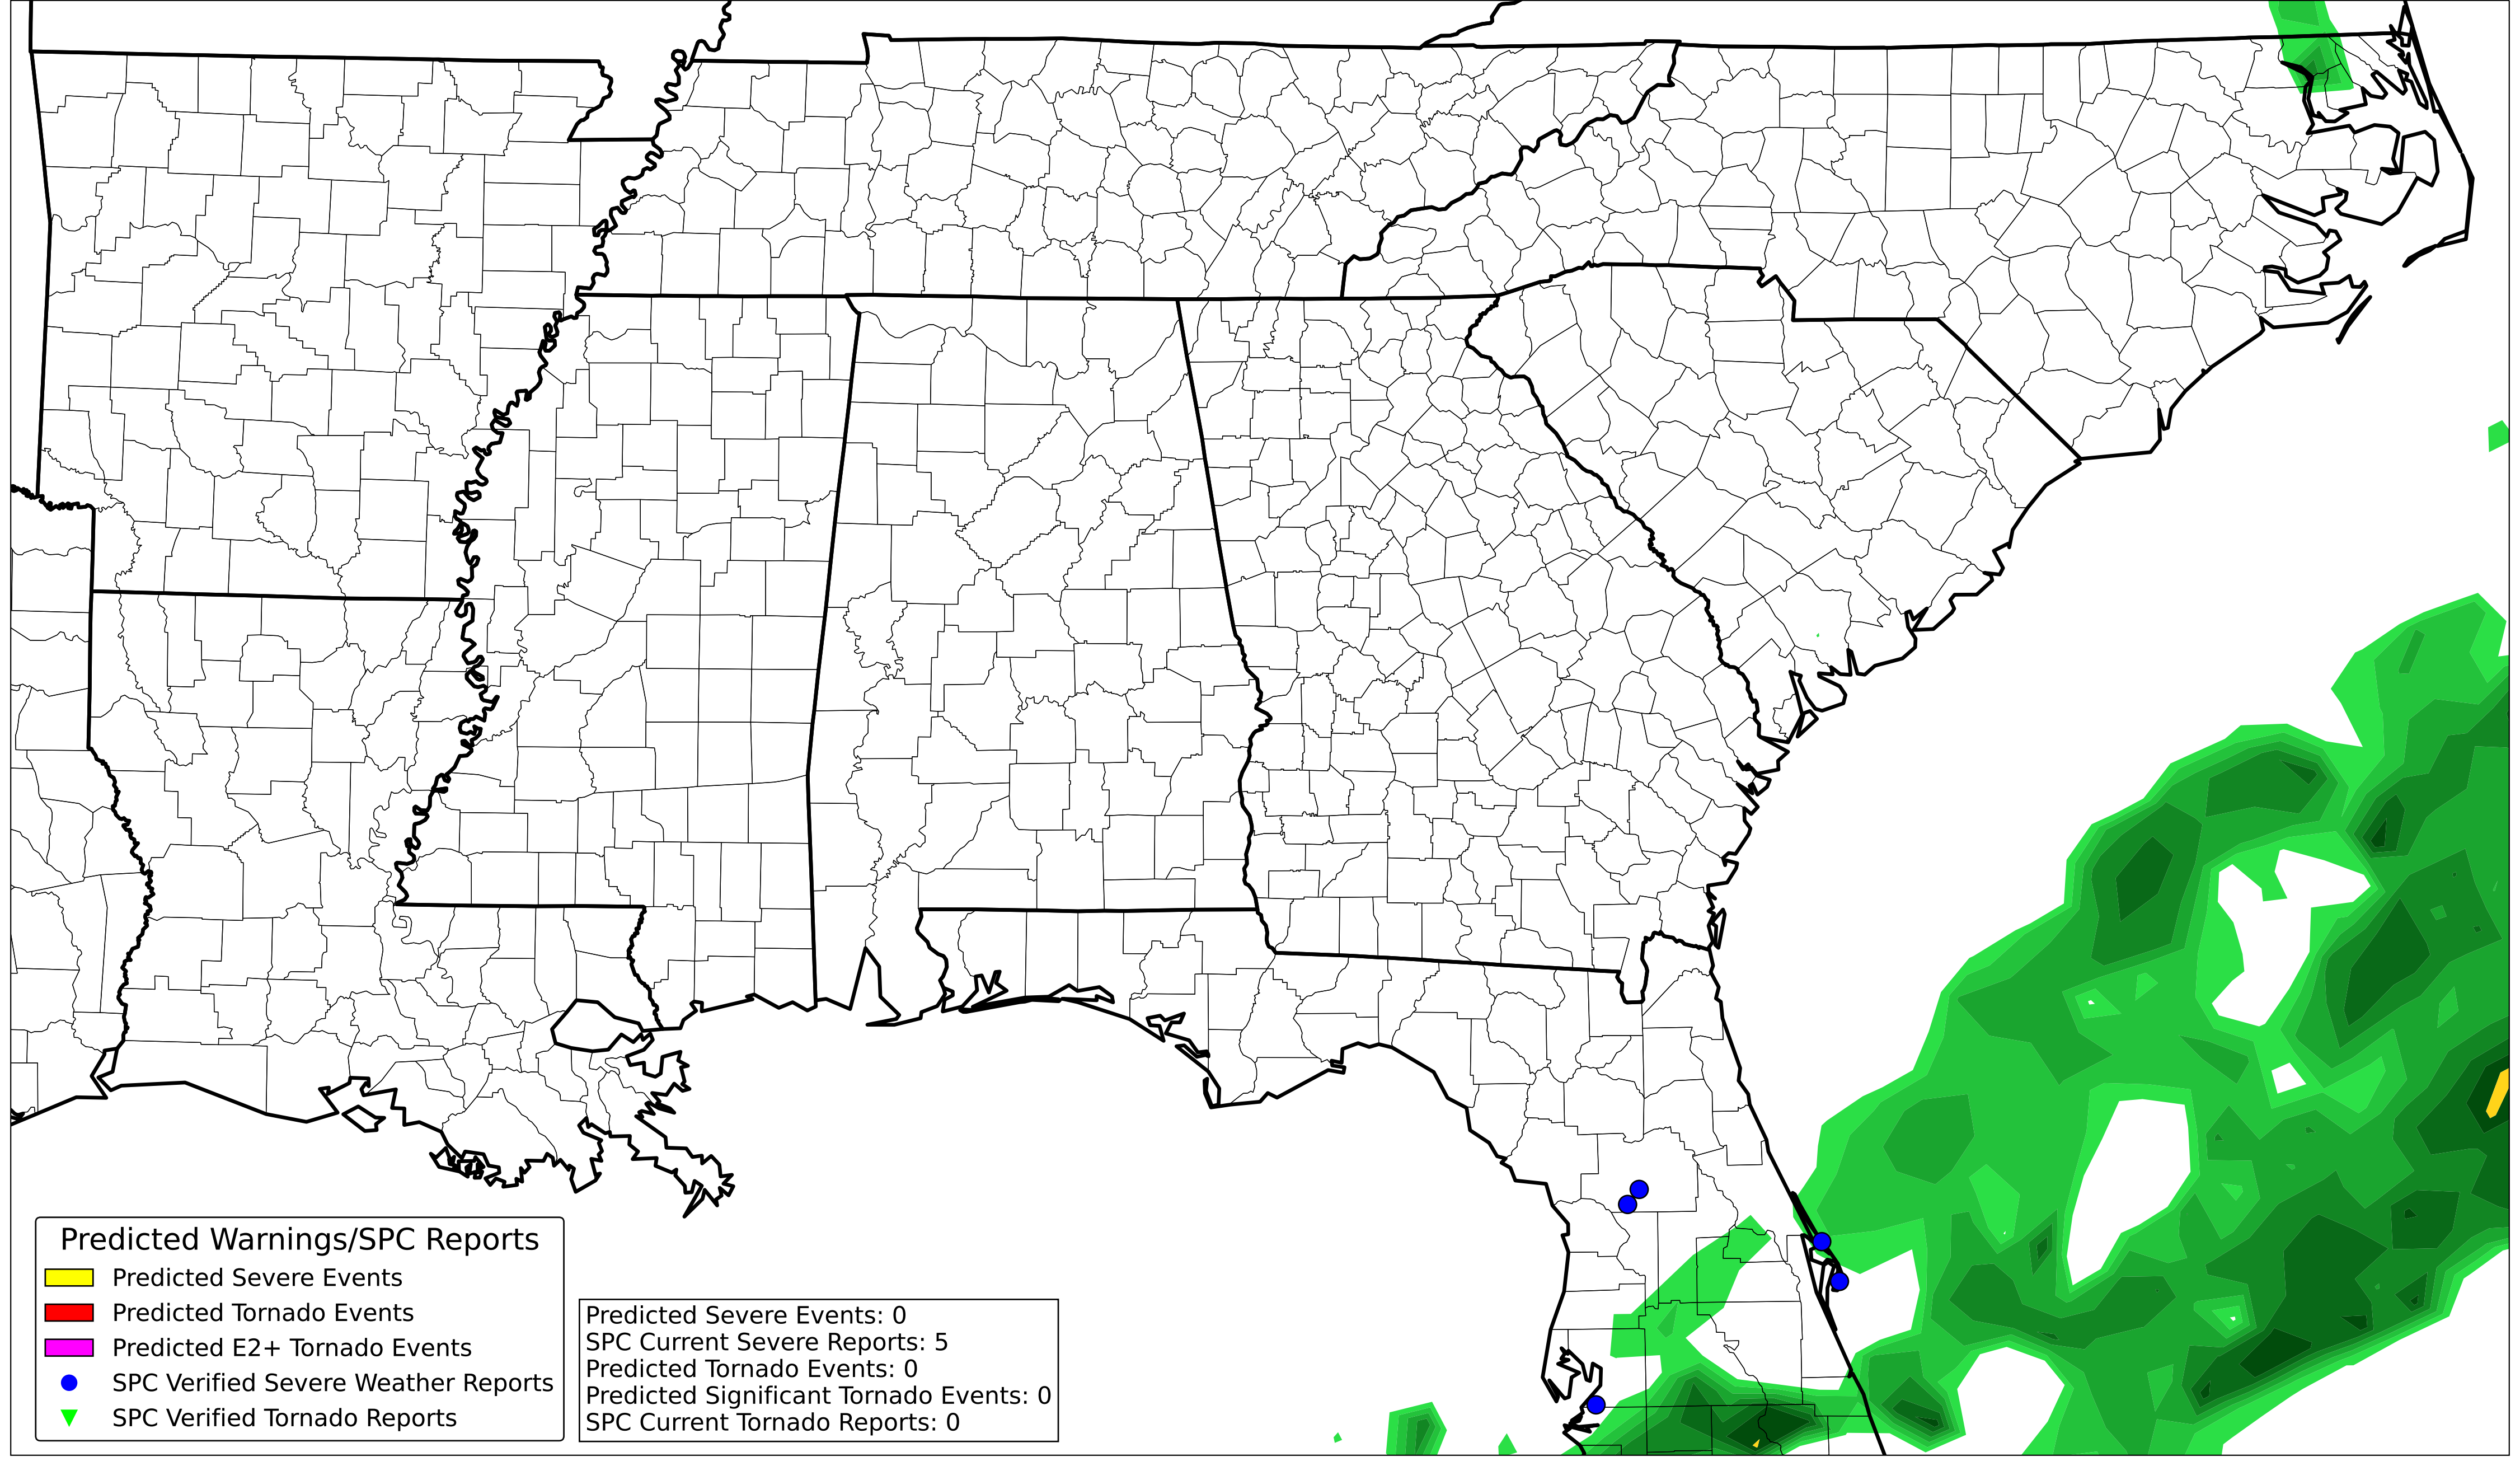 Predicted Warnings/SPC Reports
Predicted Severe Events
Predicted Tornado Events
Predicted E2+ Tornado Events
SPC Verified Severe Weather Reports
SPC Verified Tornado Reports
Predicted Severe Events: 0
SPC Current Severe Reports: 5
Predicted Tornado Events: 0
Predicted Significant Tornado Events: 0
SPC Current Tornado Reports: 0